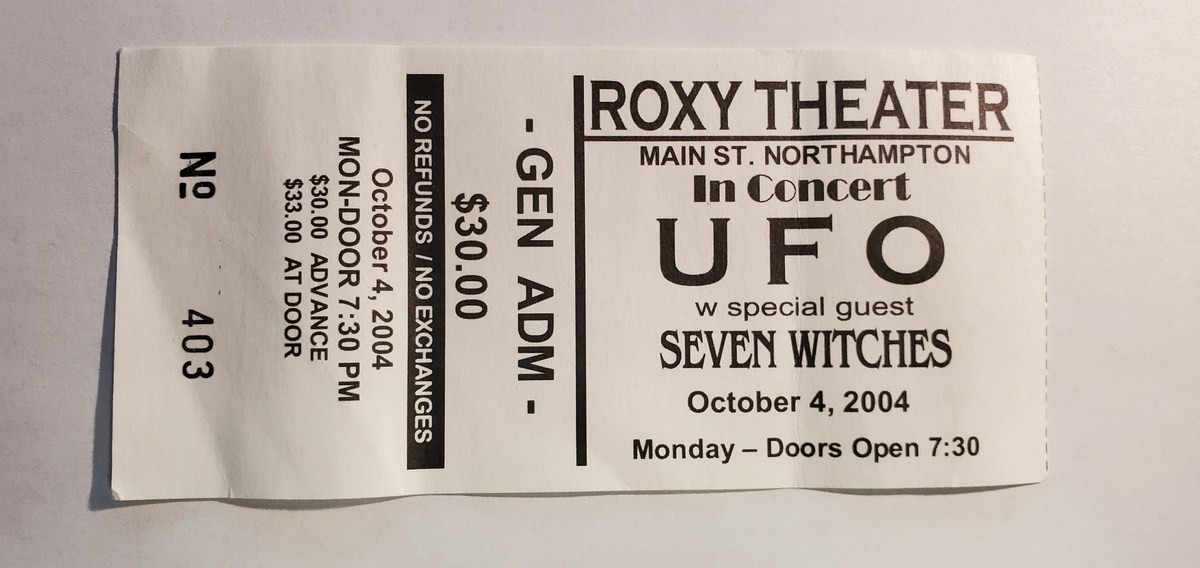 ROXY THEATER
MAIN ST. NORTHAMPTON
In Concert
UFO
w special guest
SEVEN WITCHES
October 4, 2004
Monday – Doors Open 7:30
- GEN ADM -
$30.00
NO REFUNDS / NO EXCHANGES
October 4, 2004
MON-DOOR 7:30 PM
$30.00 ADVANCE
$33.00 AT DOOR
Nº 403